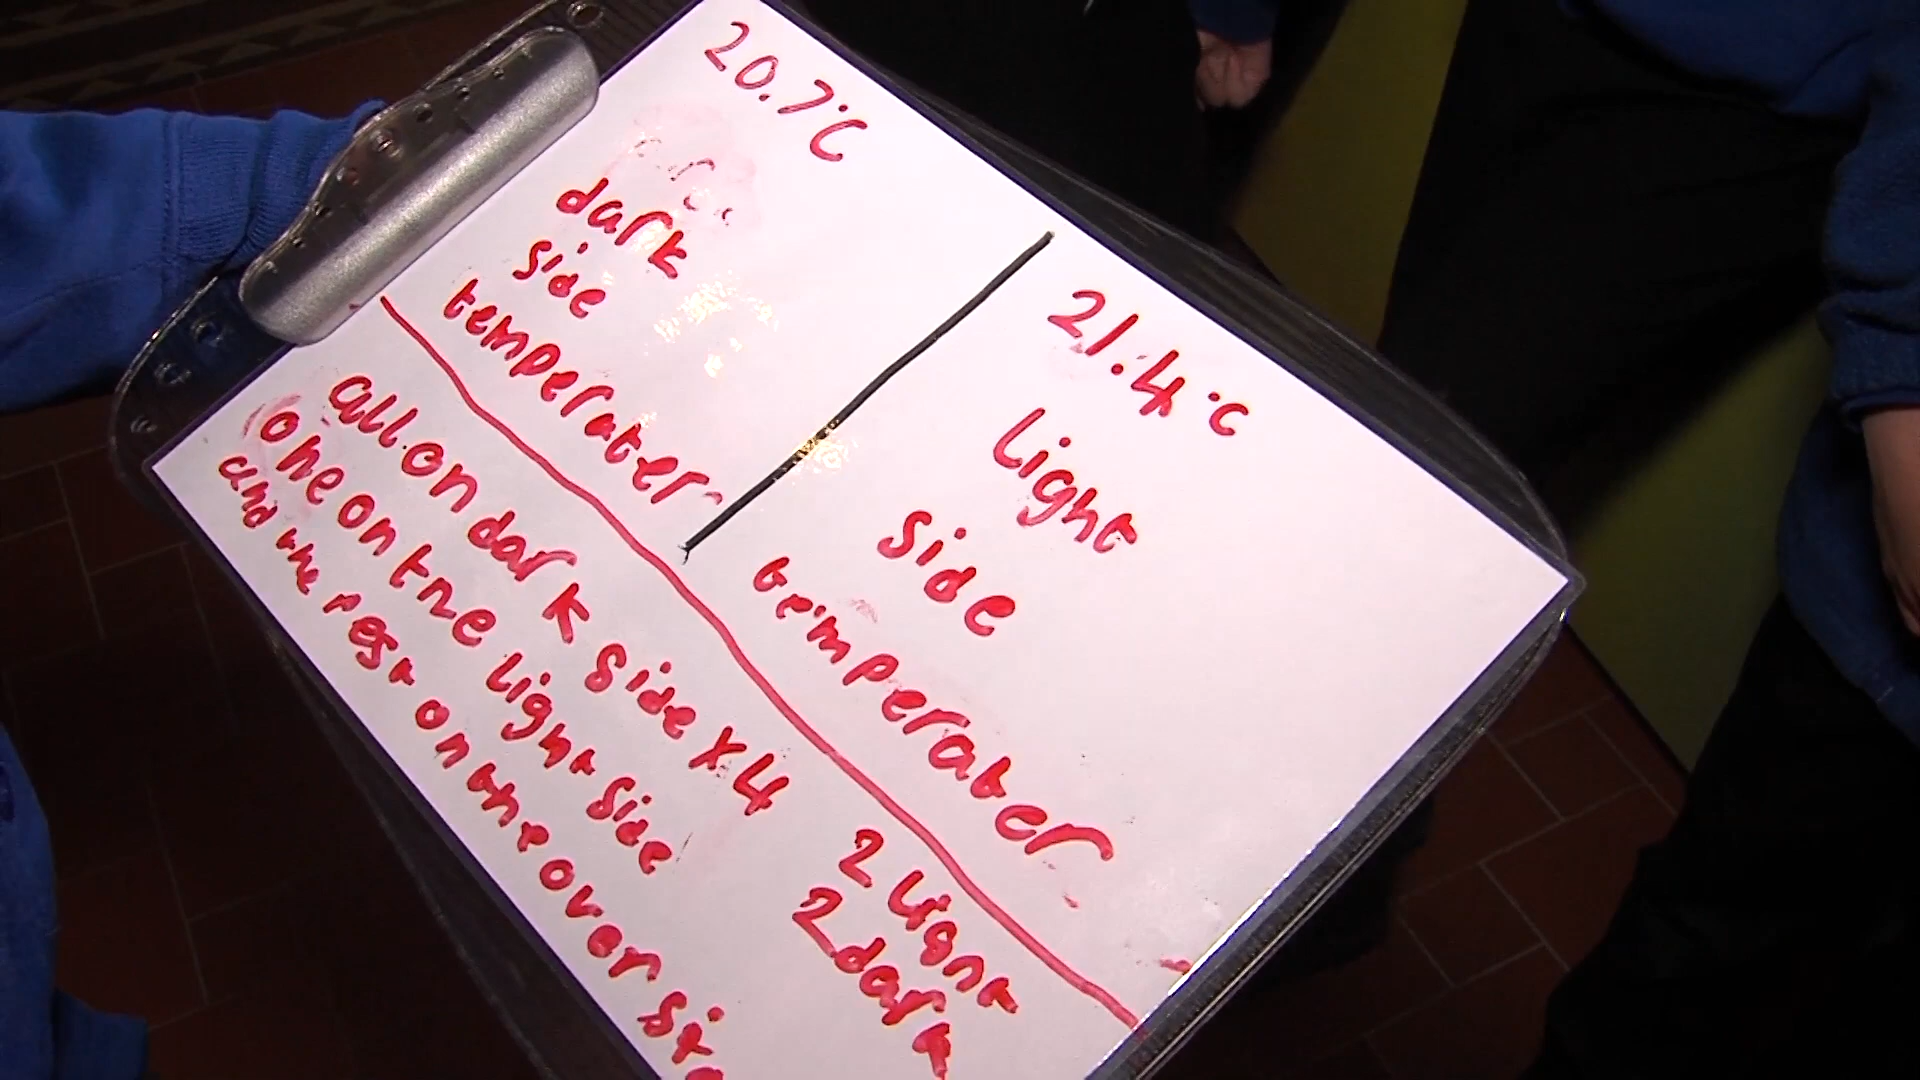 20.7°C
dark
side
temperater
21.4°C
Light
side
temperater
all on dark side x4
one on the light side
and the rest on the over side
2 light
2 dark